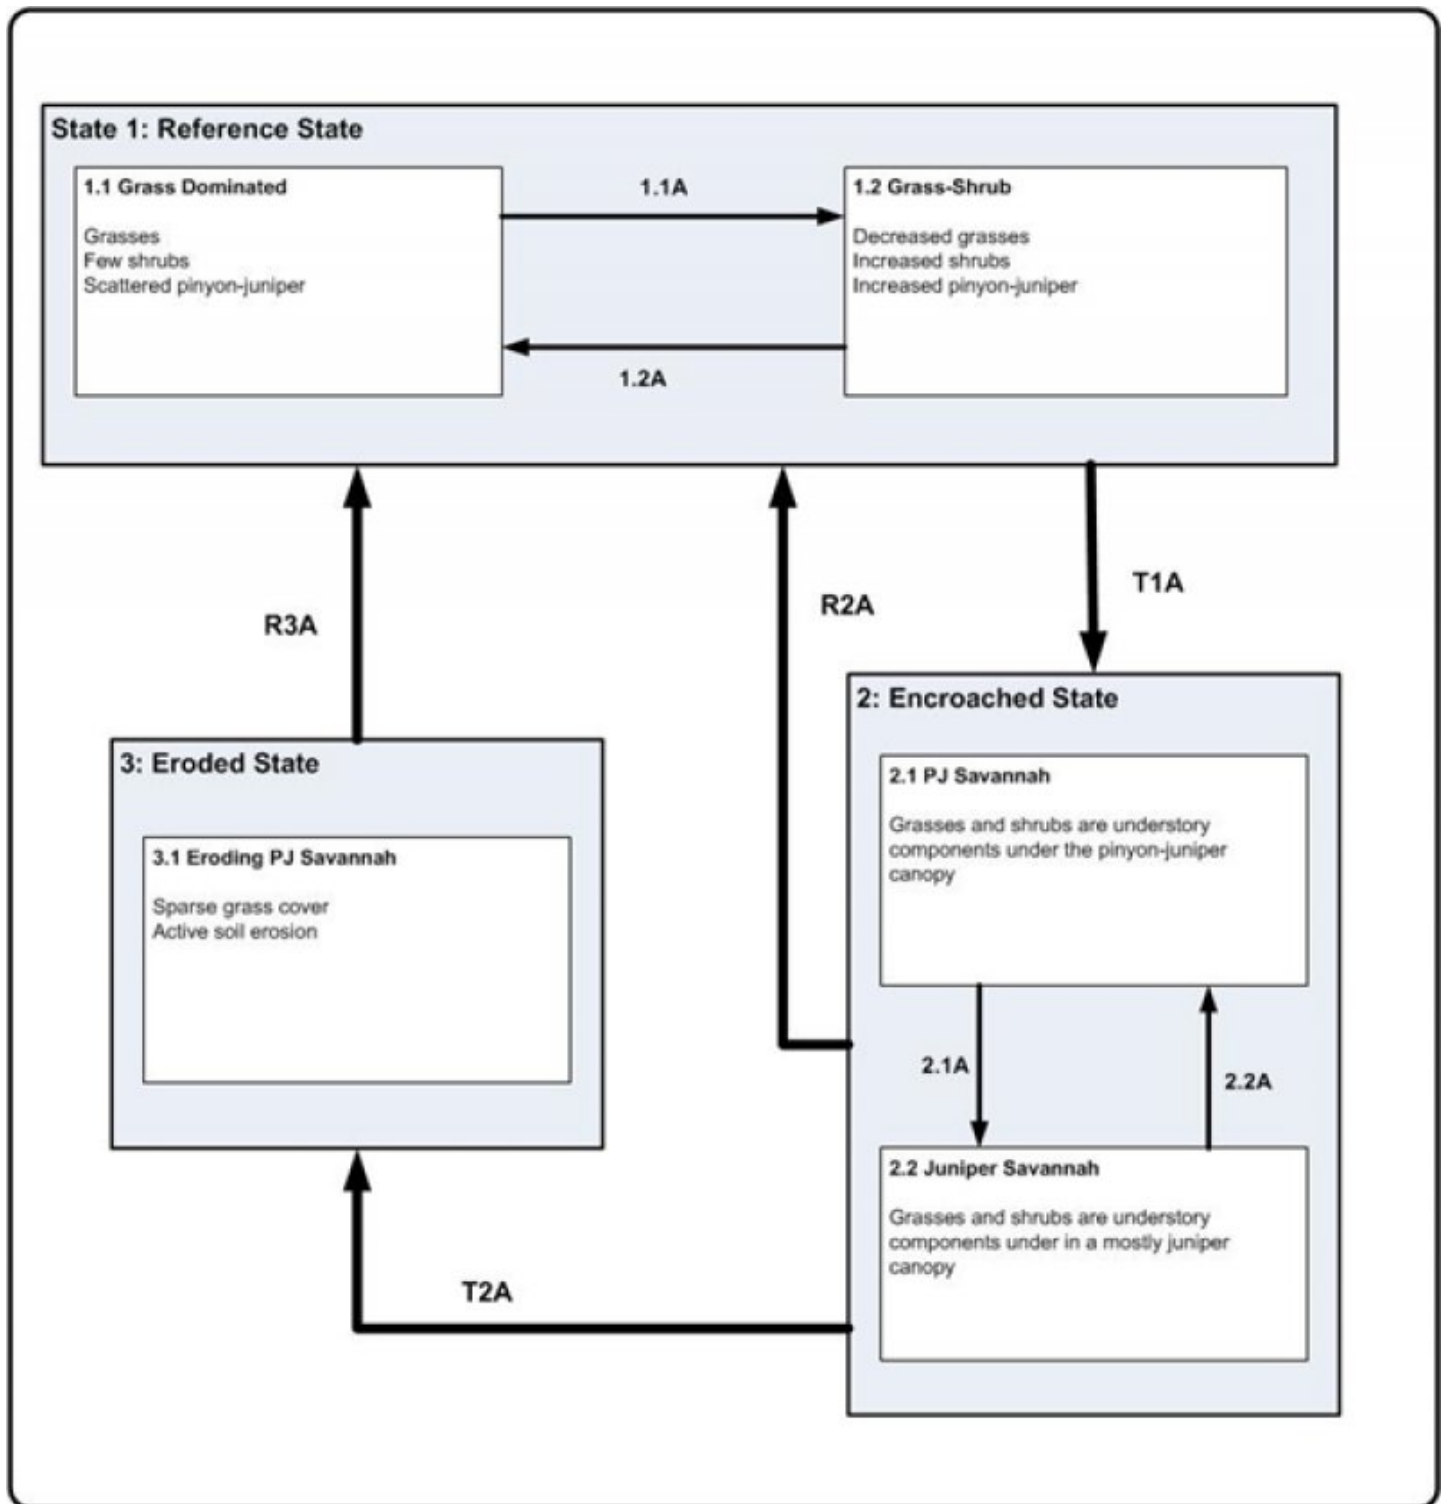 State 1: Reference State
1.1 Grass Dominated
Grasses
Few shrubs
Scattered pinyon-juniper
1.1A
1.2 Grass-Shrub
Decreased grasses
Increased shrubs
Increased pinyon-juniper
1.2A
R3A
R2A
T1A
3: Eroded State
3.1 Eroding PJ Savannah
Sparse grass cover
Active soil erosion
2: Encroached State
2.1 PJ Savannah
Grasses and shrubs are understory
components under the pinyon-juniper
canopy
2.1A
2.2A
2.2 Juniper Savannah
Grasses and shrubs are understory
components under in a mostly juniper
canopy
T2A